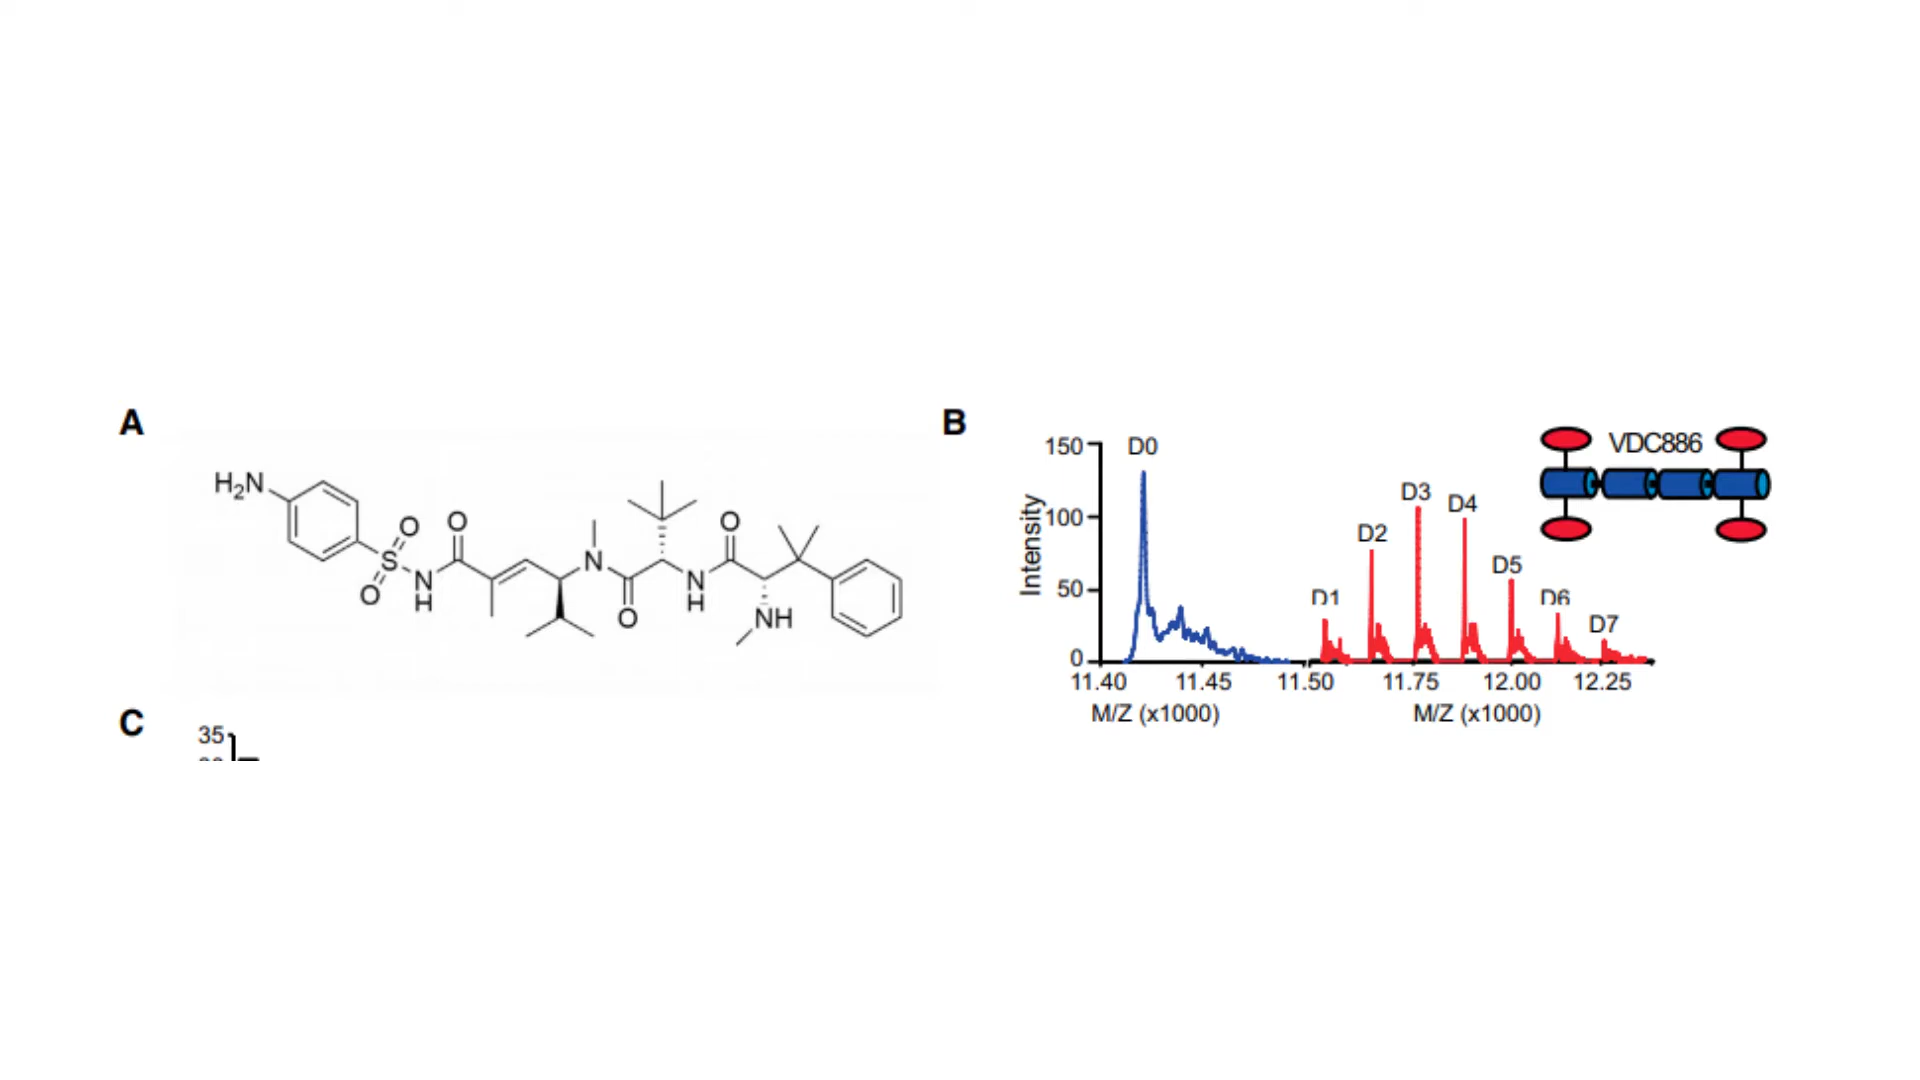 A
H2N
O
O
S
O
N
H
O
N
O
N
H
O
NH
B
150
100
50
0
Intensity
D0
D1
D2
D3
D4
D5
D6
D7
VDC886
11.40 11.45 11.50 11.75 12.00 12.25
M/Z (x1000) M/Z (x1000)
C
35